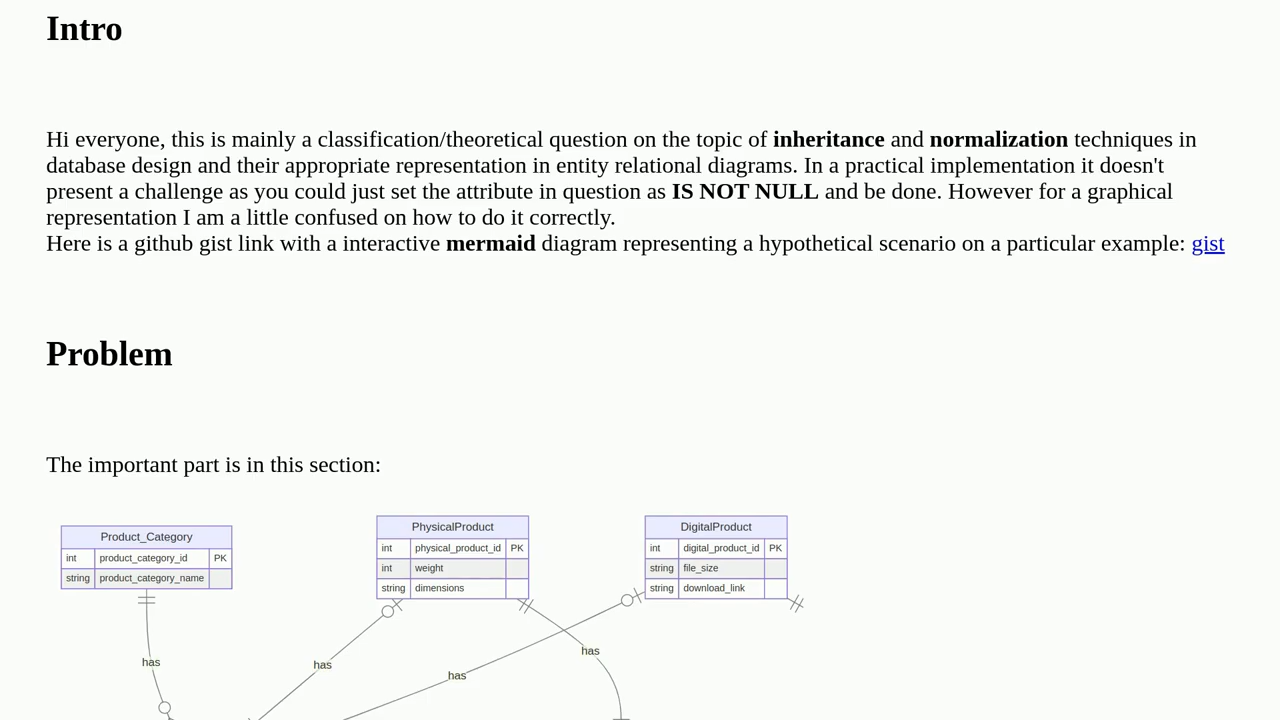 Intro
Hi everyone, this is mainly a classification/theoretical question on the topic of inheritance and normalization techniques in
database design and their appropriate representation in entity relational diagrams. In a practical implementation it doesn't
present a challenge as you could just set the attribute in question as IS NOT NULL and be done. However for a graphical
representation I am a little confused on how to do it correctly.
Here is a github gist link with a interactive mermaid diagram representing a hypothetical scenario on a particular example: gist
Problem
The important part is in this section:
Product_Category
int product_category_id PK
string product_category_name
PhysicalProduct
int physical_product_id PK
int weight
string dimensions
DigitalProduct
int digital_product_id PK
string file_size
string download_link
has
has
has
has